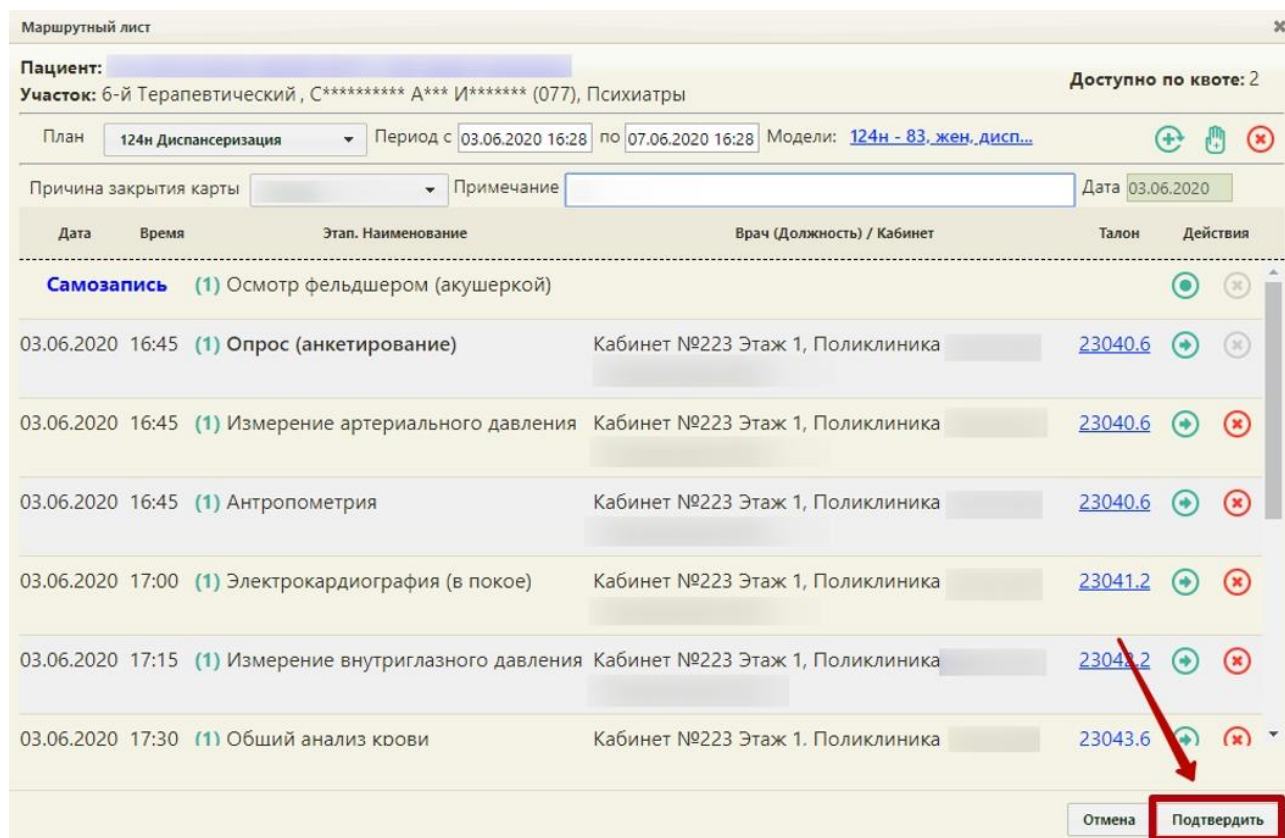 Маршрутный лист
Пациент:
Участок: 6-й Терапевтический , С********** А*** И******* (077), Психиатры
Доступно по квоте: 2
План 124н Диспансеризация Период с 03.06.2020 16:28 по 07.06.2020 16:28 Модели: 124н - 83, жен, дисп...
Причина закрытия карты Примечание Дата 03.06.2020
Дата Время Этап. Наименование Врач (Должность) / Кабинет Талон Действия
Самозапись (1) Осмотр фельдшером (акушеркой)
03.06.2020 16:45 (1) Опрос (анкетирование) Кабинет №223 Этаж 1, Поликлиника 23040.6
03.06.2020 16:45 (1) Измерение артериального давления Кабинет №223 Этаж 1, Поликлиника 23040.6
03.06.2020 16:45 (1) Антропометрия Кабинет №223 Этаж 1, Поликлиника 23040.6
03.06.2020 17:00 (1) Электрокардиография (в покое) Кабинет №223 Этаж 1, Поликлиника 23041.2
03.06.2020 17:15 (1) Измерение внутриглазного давления Кабинет №223 Этаж 1, Поликлиника 23042.2
03.06.2020 17:30 (1) Общий анализ крови Кабинет №223 Этаж 1, Поликлиника 23043.6
Отмена Подтвердить